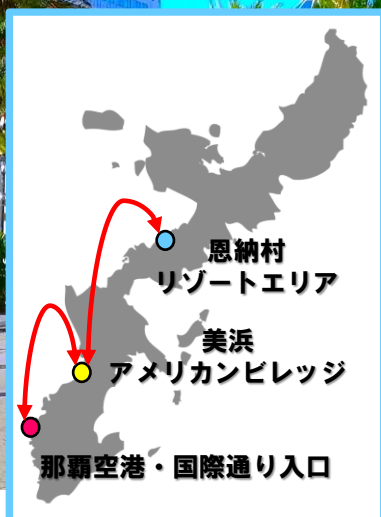 恩納村
リゾートエリア
美浜
アメリカンビレッジ
那覇空港・国際通り入口